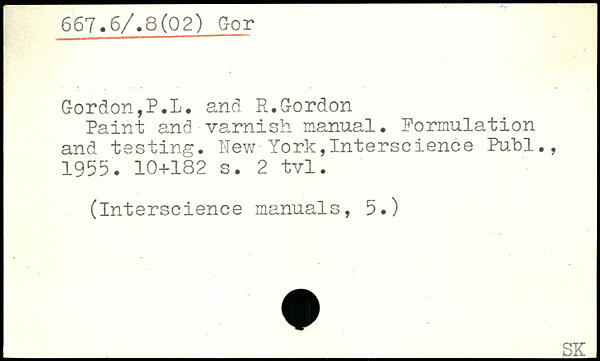 667.6/.8(02) Gor
Gordon,P.L. and R.Gordon
Paint and varnish manual. Formulation
and testing. New York,Interscience Publ.,
1955. 10+182 s. 2 tvl.
(Interscience manuals, 5.)
SK